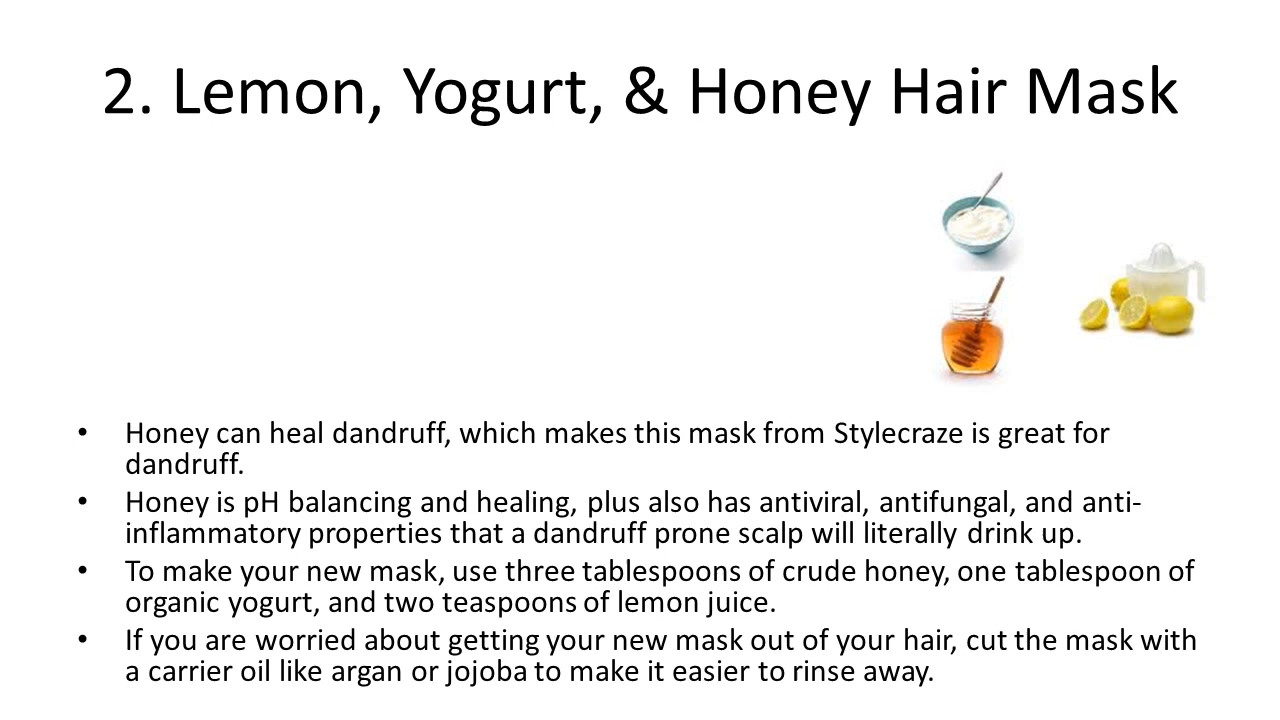 2. Lemon, Yogurt, & Honey Hair Mask
• Honey can heal dandruff, which makes this mask from Stylecraze is great for
dandruff.
• Honey is pH balancing and healing, plus also has antiviral, antifungal, and anti-
inflammatory properties that a dandruff prone scalp will literally drink up.
• To make your new mask, use three tablespoons of crude honey, one tablespoon of
organic yogurt, and two teaspoons of lemon juice.
• If you are worried about getting your new mask out of your hair, cut the mask with
a carrier oil like argan or jojoba to make it easier to rinse away.